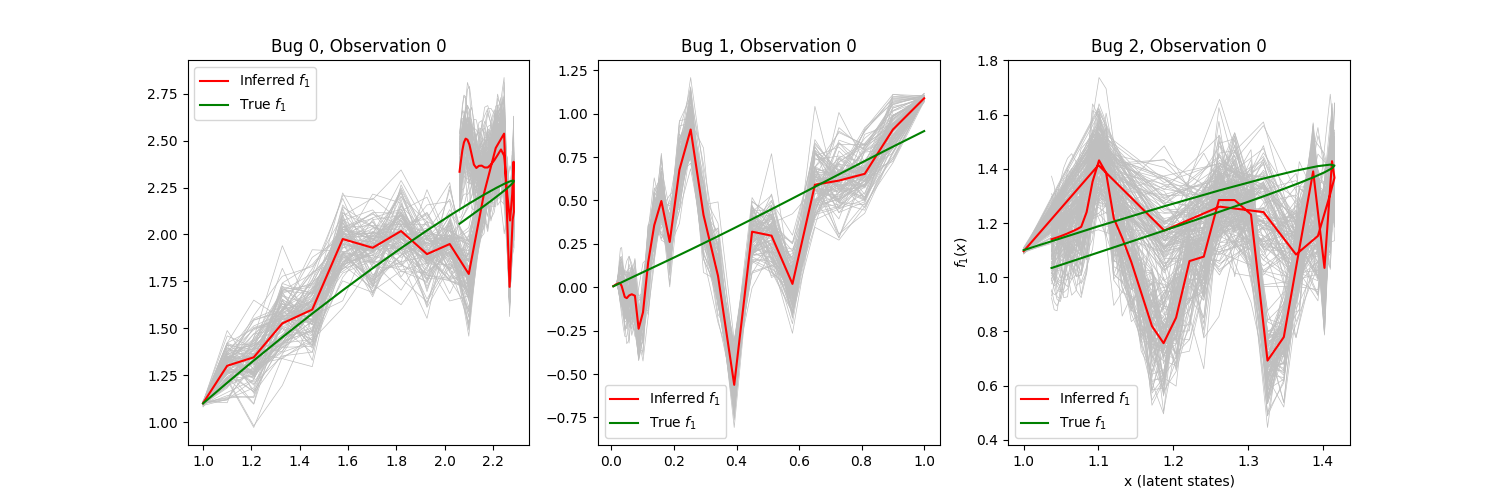 Bug 0, Observation 0
Inferred f₁
True f₁
2.75
2.50
2.25
2.00
1.75
1.50
1.25
1.00
1.0 1.2 1.4 1.6 1.8 2.0 2.2
Bug 1, Observation 0
1.25
1.00
0.75
0.50
0.25
0.00
−0.25
−0.50
−0.75
Inferred f₁
True f₁
0.0 0.2 0.4 0.6 0.8 1.0
Bug 2, Observation 0
f₁(x)
1.8
1.6
1.4
1.2
1.0
0.8
0.6
0.4
Inferred f₁
True f₁
1.0 1.1 1.2 1.3 1.4
x (latent states)